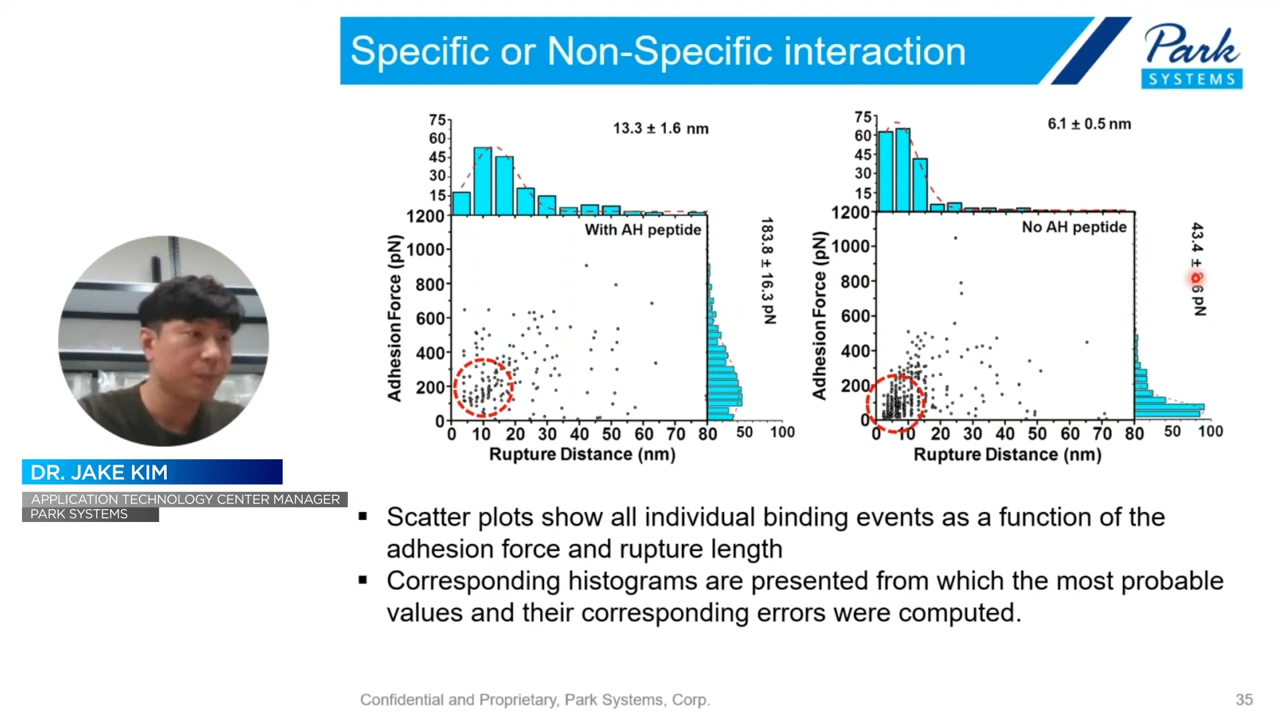 Specific or Non-Specific interaction
Park
SYSTEMS
75
60
45
30
15
13.3 ± 1.6 nm
1200
1000
800
600
400
200
0
Adhesion Force (pN)
With AH peptide
183.8 ± 16.3 pN
0 10 20 30 40 50 60 70 80 50 100
Rupture Distance (nm)
75
60
45
30
15
6.1 ± 0.5 nm
1200
1000
800
600
400
200
0
Adhesion Force (pN)
No AH peptide
43.4 ± pN
0 10 20 30 40 50 60 70 80 50 100
Rupture Distance (nm)
DR. JAKE KIM
APPLICATION TECHNOLOGY CENTER MANAGER
PARK SYSTEMS
▪ Scatter plots show all individual binding events as a function of the
adhesion force and rupture length
▪ Corresponding histograms are presented from which the most probable
values and their corresponding errors were computed.
Confidential and Proprietary, Park Systems, Corp.
35